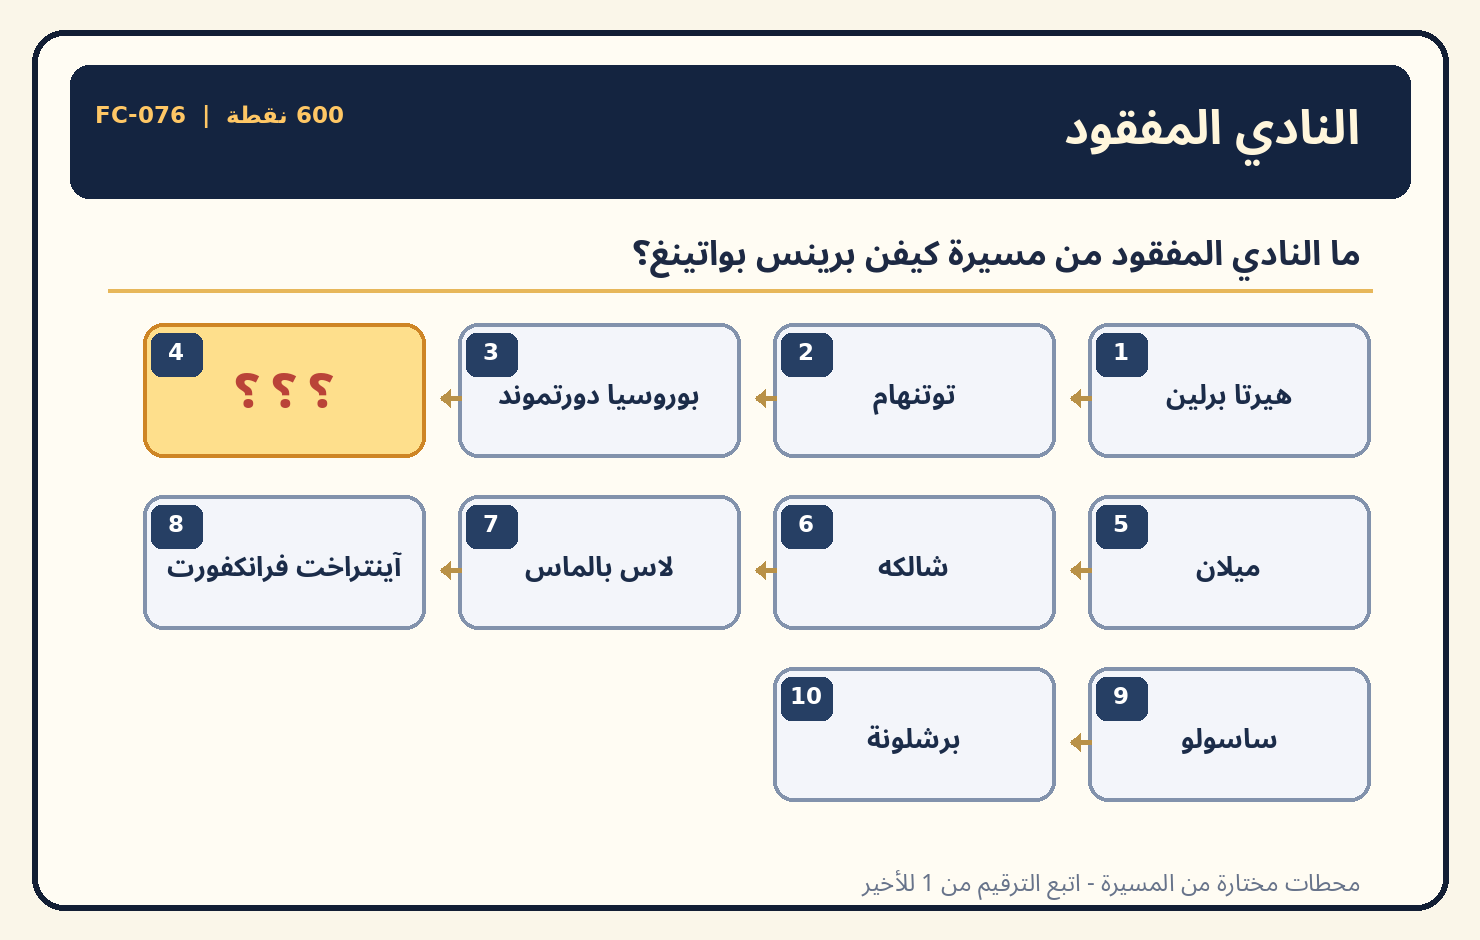 النادي المفقود
600 نقطة | FC-076
ما النادي المفقود من مسيرة كيفن برينس بواتينغ؟
1
هيرتا برلين
2
توتنهام
3
بوروسيا دورتموند
4
؟ ؟ ؟
5
ميلان
6
شالكه
7
لاس بالماس
8
آينتراخت فرانكفورت
9
ساسولو
10
برشلونة
محطات مختارة من المسيرة - اتبع الترقيم من 1 للأخير